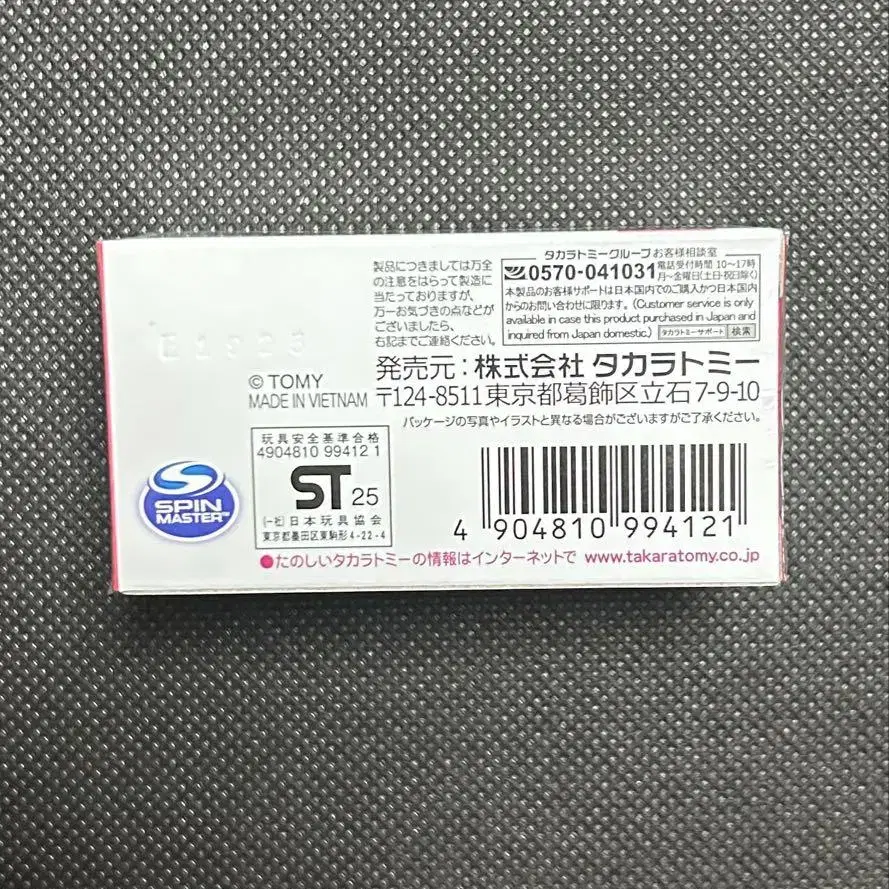 製品につきましては万全
の注意をはらって製造に
当たっておりますが、
万一お気づきの点などが
ございましたら、
右記までご連絡ください。
タカラトミーグループお客様相談室
0570-041031 電話受付時間 10〜17時
月〜金曜日(土・日・祝日除く)
本製品のお客様サポートは日本国内でのご購入かつ日本国内
からのお問い合わせに限ります。(Customer service is only
available in case this product purchased in Japan and
inquired from Japan domestic.) タカラトミーサポート 検索
発売元:株式会社 タカラトミー
〒124-8511 東京都葛飾区立石7-9-10
パッケージの写真やイラストと異なる場合がございますがご了承ください。
© TOMY
MADE IN VIETNAM
SPIN
MASTER™
玩具安全基準合格
4904810 99412 1
ST 25
(一社)日本玩具協会
東京都墨田区東駒形4-22-4
4 904810 994121
●たのしいタカラトミーの情報はインターネットで www.takaratomy.co.jp